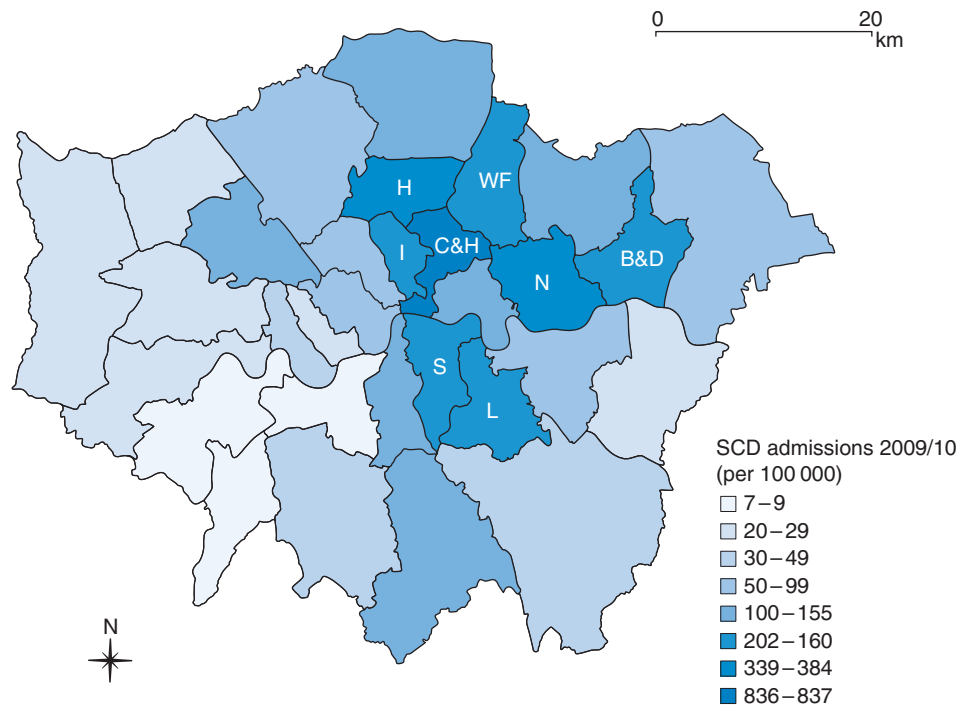 0 20
km
H
WF
C&H
I
B&D
N
S
L
SCD admissions 2009/10
(per 100 000)
7–9
20–29
30–49
50–99
100–155
202–160
339–384
836–837
N